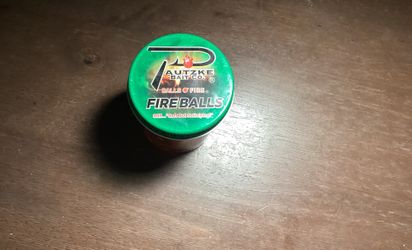 PAUTZKE
BAIT CO.
BALLS O' FIRE
FIRE BALLS